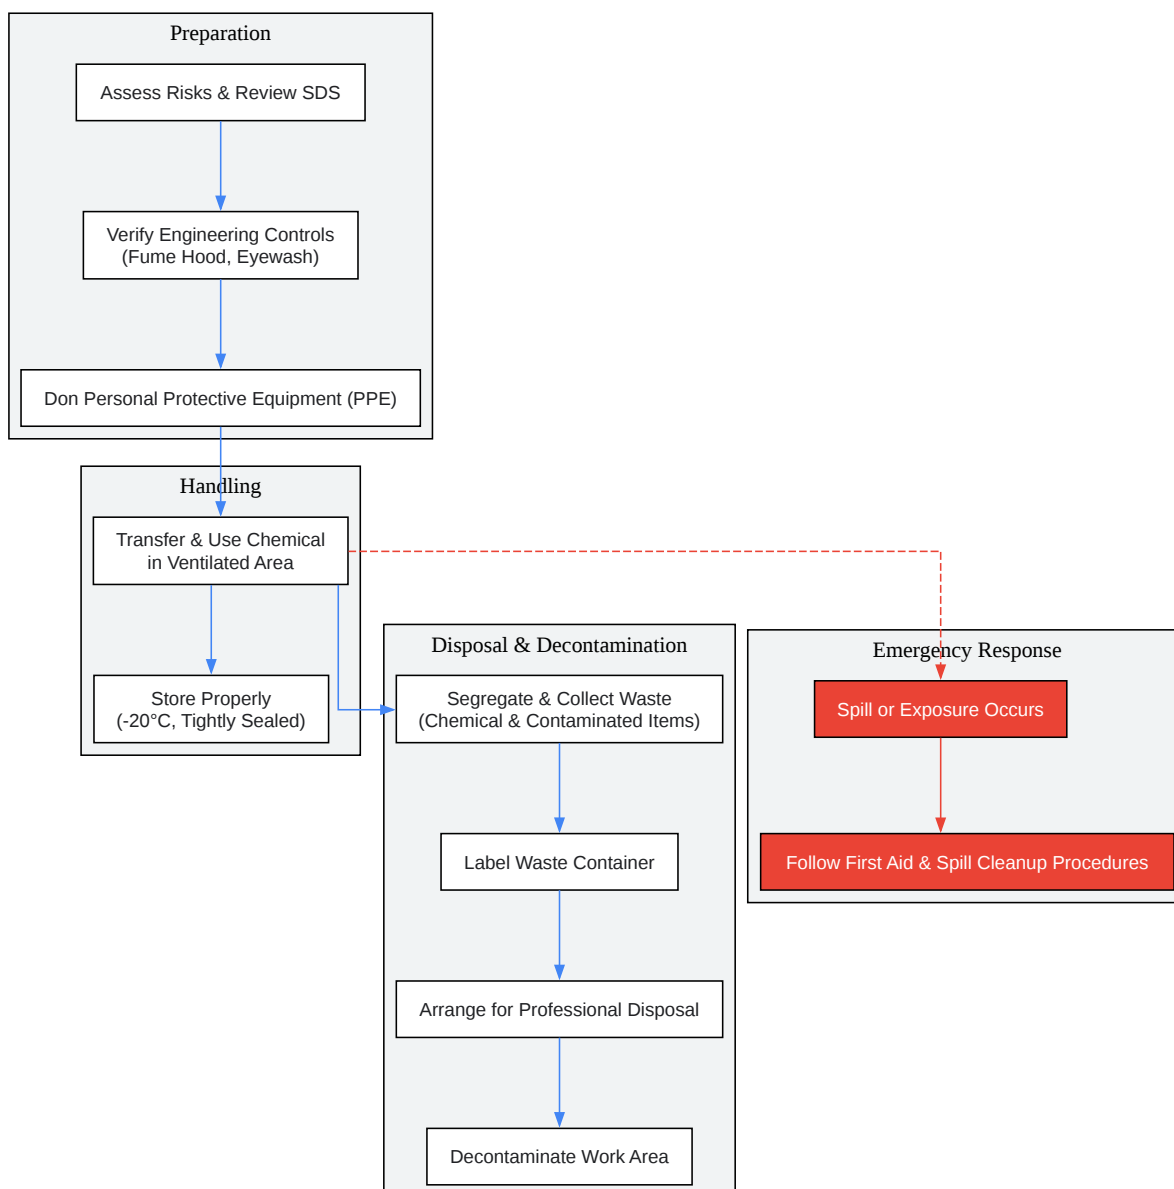 Preparation
Assess Risks & Review SDS
Verify Engineering Controls
(Fume Hood, Eyewash)
Don Personal Protective Equipment (PPE)
Handling
Transfer & Use Chemical
in Ventilated Area
Store Properly
(-20°C, Tightly Sealed)
Disposal & Decontamination
Segregate & Collect Waste
(Chemical & Contaminated Items)
Label Waste Container
Arrange for Professional Disposal
Decontaminate Work Area
Emergency Response
Spill or Exposure Occurs
Follow First Aid & Spill Cleanup Procedures